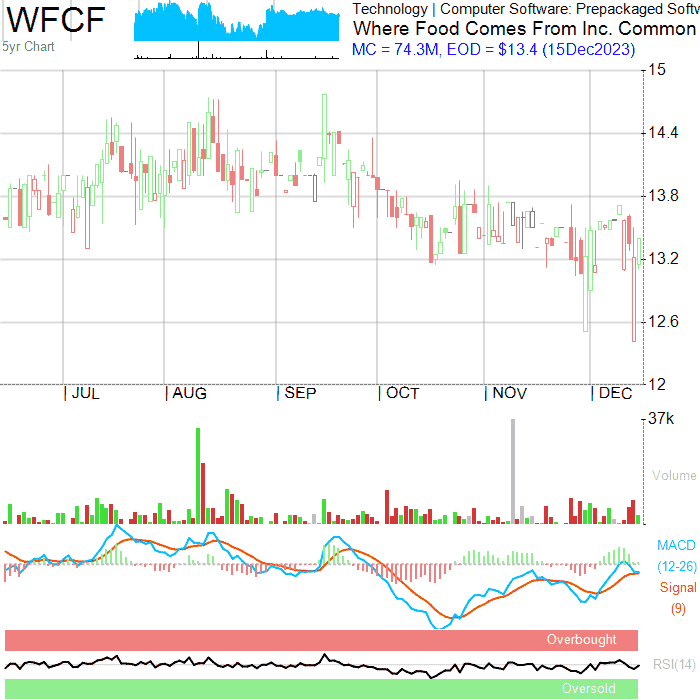 WFCF
5yr Chart
Technology | Computer Software: Prepackaged Softw
Where Food Comes From Inc. Common
MC = 74.3M, EOD = $13.4 (15Dec2023)
15
14.4
13.8
13.2
12.6
12
| JUL | AUG | SEP | OCT | NOV | DEC
37k
Volume
MACD
(12-26)
Signal
(9)
Overbought
RSI(14)
Oversold